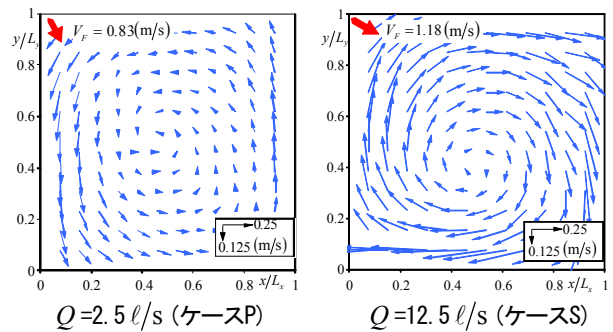 1
y/L_y
0.8
0.6
0.4
0.2
0
V_F = 0.83(m/s)
0.25
0.125 (m/s)
0 0.2 0.4 0.6 0.8 x/L_x 1
Q=2.5 ℓ/s (ケースP)
1
y/L_y
0.8
0.6
0.4
0.2
0
V_F = 1.18(m/s)
0.25
0.125 (m/s)
0 0.2 0.4 0.6 0.8 x/L_x 1
Q=12.5 ℓ/s (ケースS)